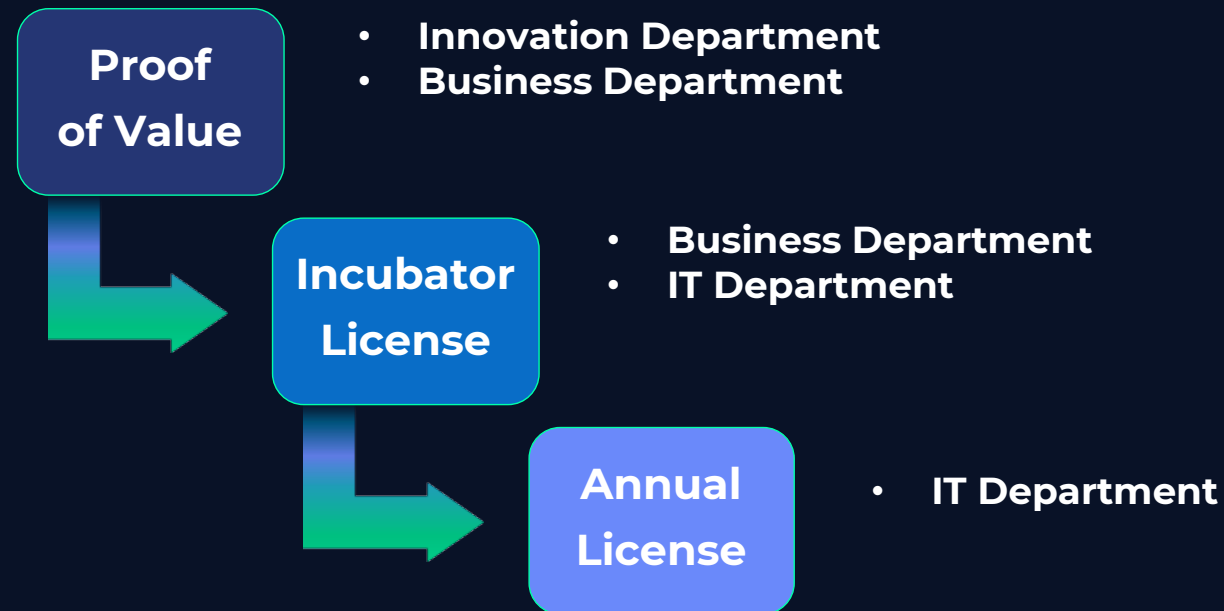 Proof
of Value
• Innovation Department
• Business Department
Incubator
License
• Business Department
• IT Department
Annual
License
• IT Department